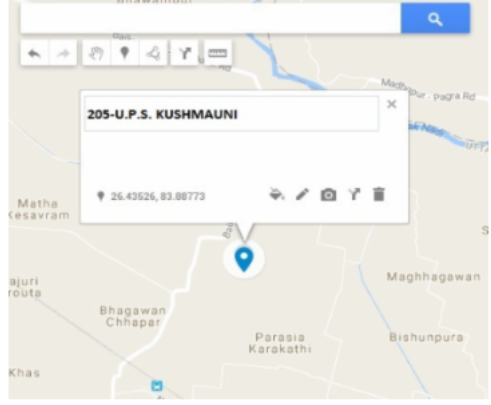 Madhopur - Pagra Rd
205-U.P.S. KUSHMAUNI
26.43526, 83.88773
Matha
Kesavram
Maghhagawan
Bhagawan
Chhapar
Parasia
Karakathi
Bishunpura
Khas